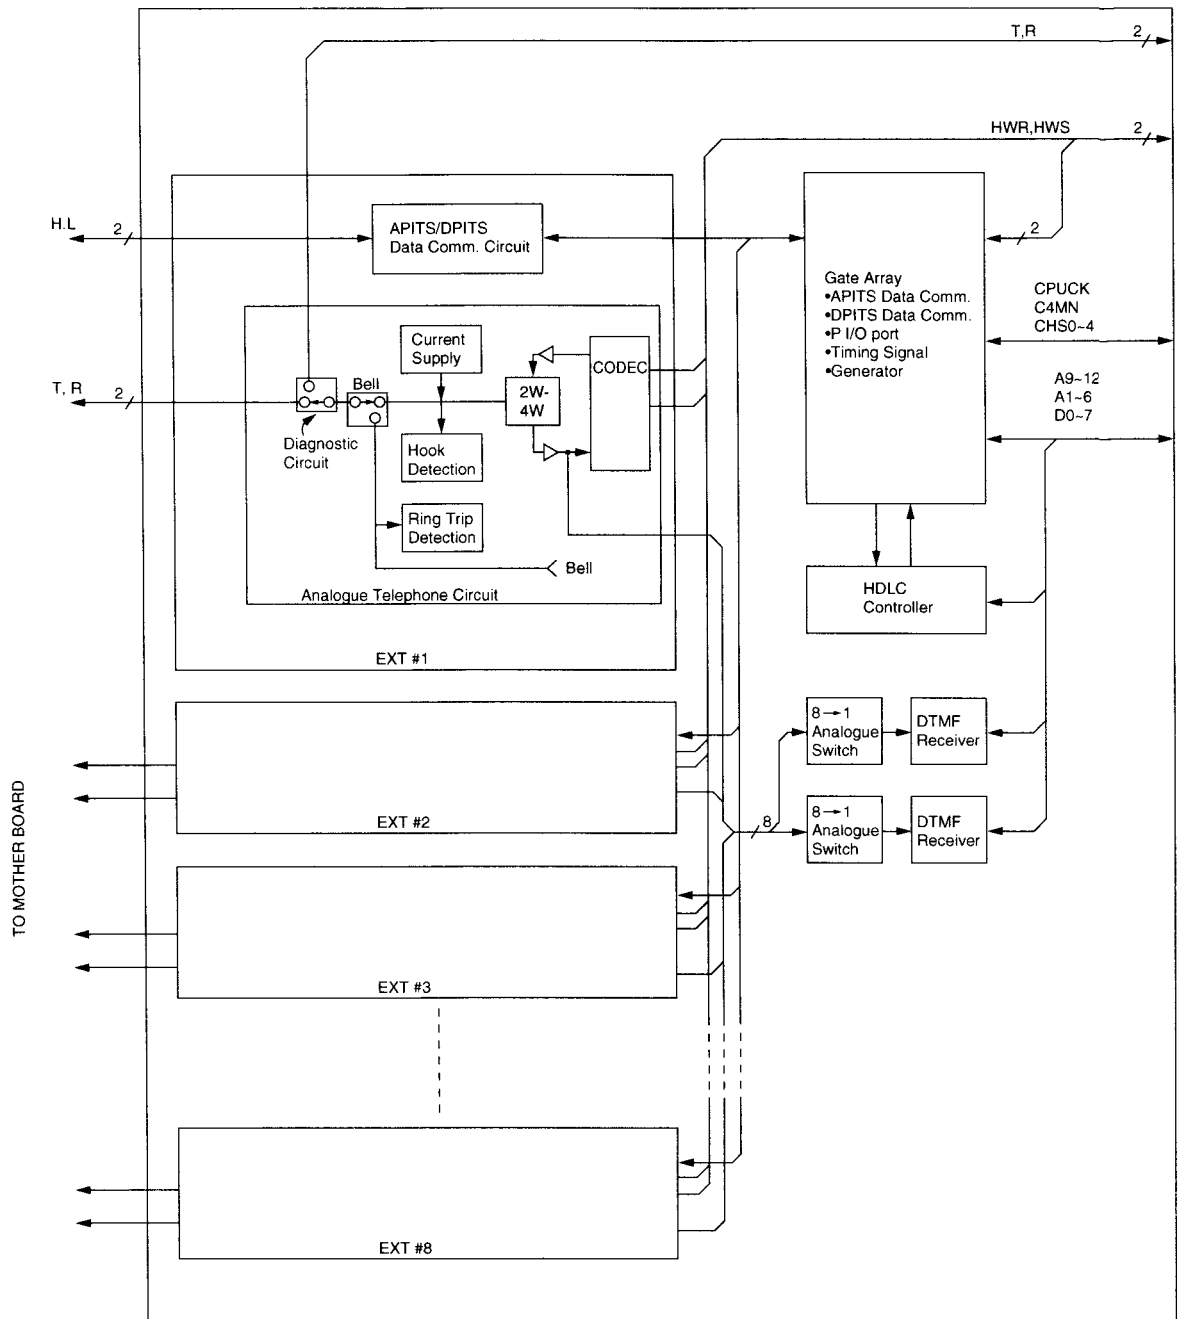 T,R
2
HWR,HWS
2
H.L
2
APITS/DPITS
Data Comm. Circuit
2
Gate Array
•APITS Data Comm.
•DPITS Data Comm.
•P I/O port
•Timing Signal
•Generator
CPUCK
C4MN
CHS0~4
A9~12
A1~6
D0~7
Current
Supply
CODEC
T, R
2
Bell
2W-
4W
Diagnostic
Circuit
Hook
Detection
Ring Trip
Detection
Bell
Analogue Telephone Circuit
EXT #1
HDLC
Controller
8→1
Analogue
Switch
DTMF
Receiver
8
8→1
Analogue
Switch
DTMF
Receiver
EXT #2
TO MOTHER BOARD
EXT #3
EXT #8